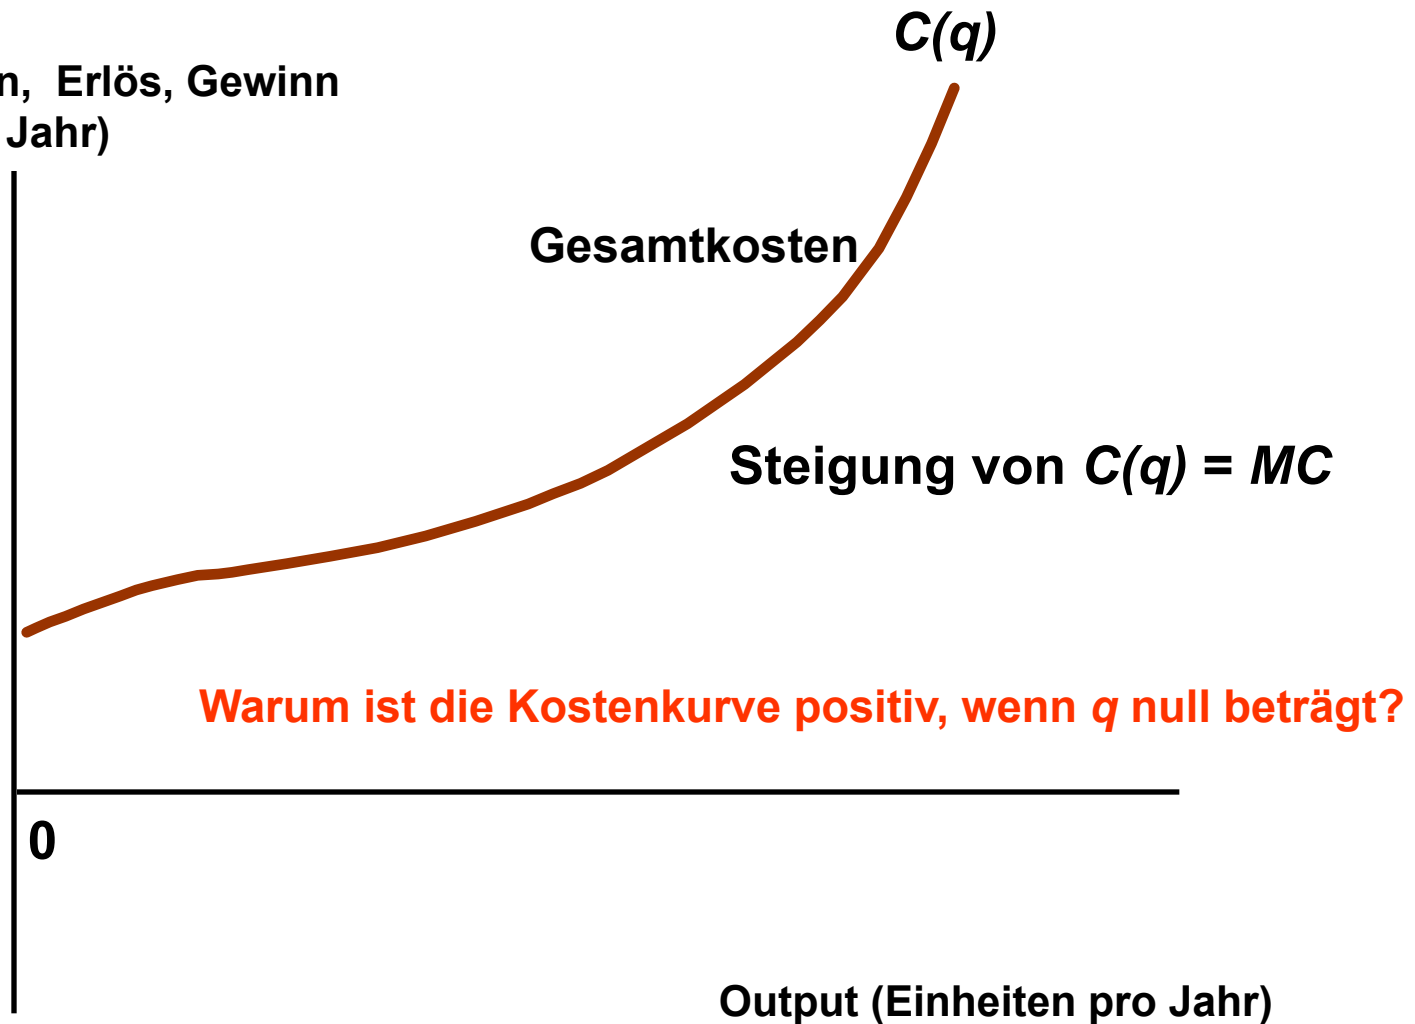 C(q)
n, Erlös, Gewinn
Jahr)
Gesamtkosten
Steigung von C(q) = MC
Warum ist die Kostenkurve positiv, wenn q null beträgt?
0
Output (Einheiten pro Jahr)